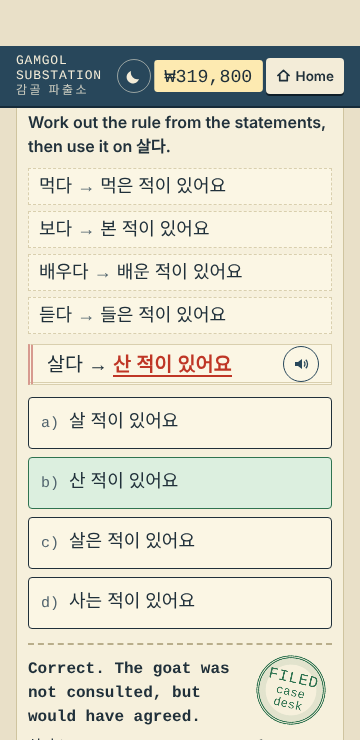 GAMGOL
SUBSTATION
감골 파출소
₩319,800
Home
Work out the rule from the statements,
then use it on 살다.
먹다 → 먹은 적이 있어요
보다 → 본 적이 있어요
배우다 → 배운 적이 있어요
듣다 → 들은 적이 있어요
살다 → 산 적이 있어요
a) 살 적이 있어요
b) 산 적이 있어요
c) 살은 적이 있어요
d) 사는 적이 있어요
Correct. The goat was
not consulted, but
would have agreed.
FILED
case
desk